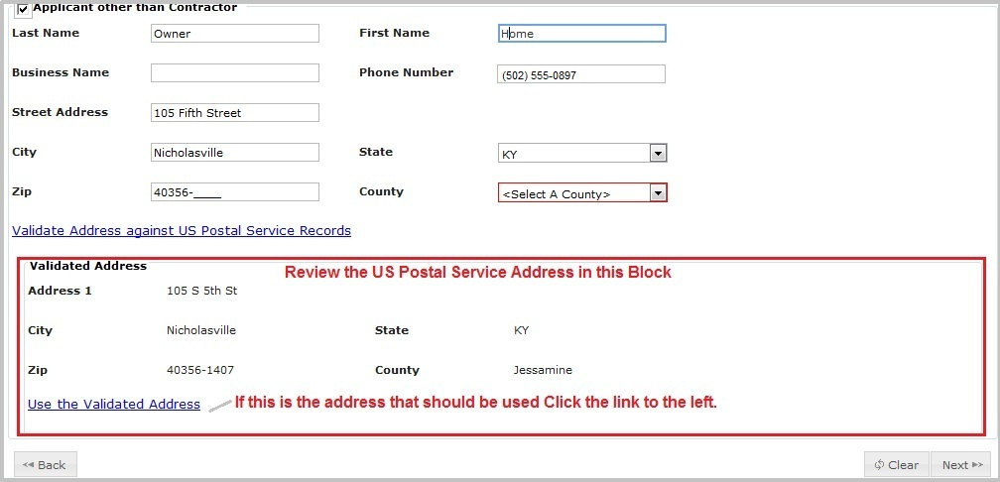 Applicant other than Contractor
Last Name Owner First Name Home
Business Name Phone Number (502) 555-0897
Street Address 105 Fifth Street
City Nicholasville State KY
Zip 40356-____ County <Select A County>
Validate Address against US Postal Service Records
Validated Address
Review the US Postal Service Address in this Block
Address 1 105 S 5th St
City Nicholasville State KY
Zip 40356-1407 County Jessamine
Use the Validated Address If this is the address that should be used Click the link to the left.
Back Clear Next